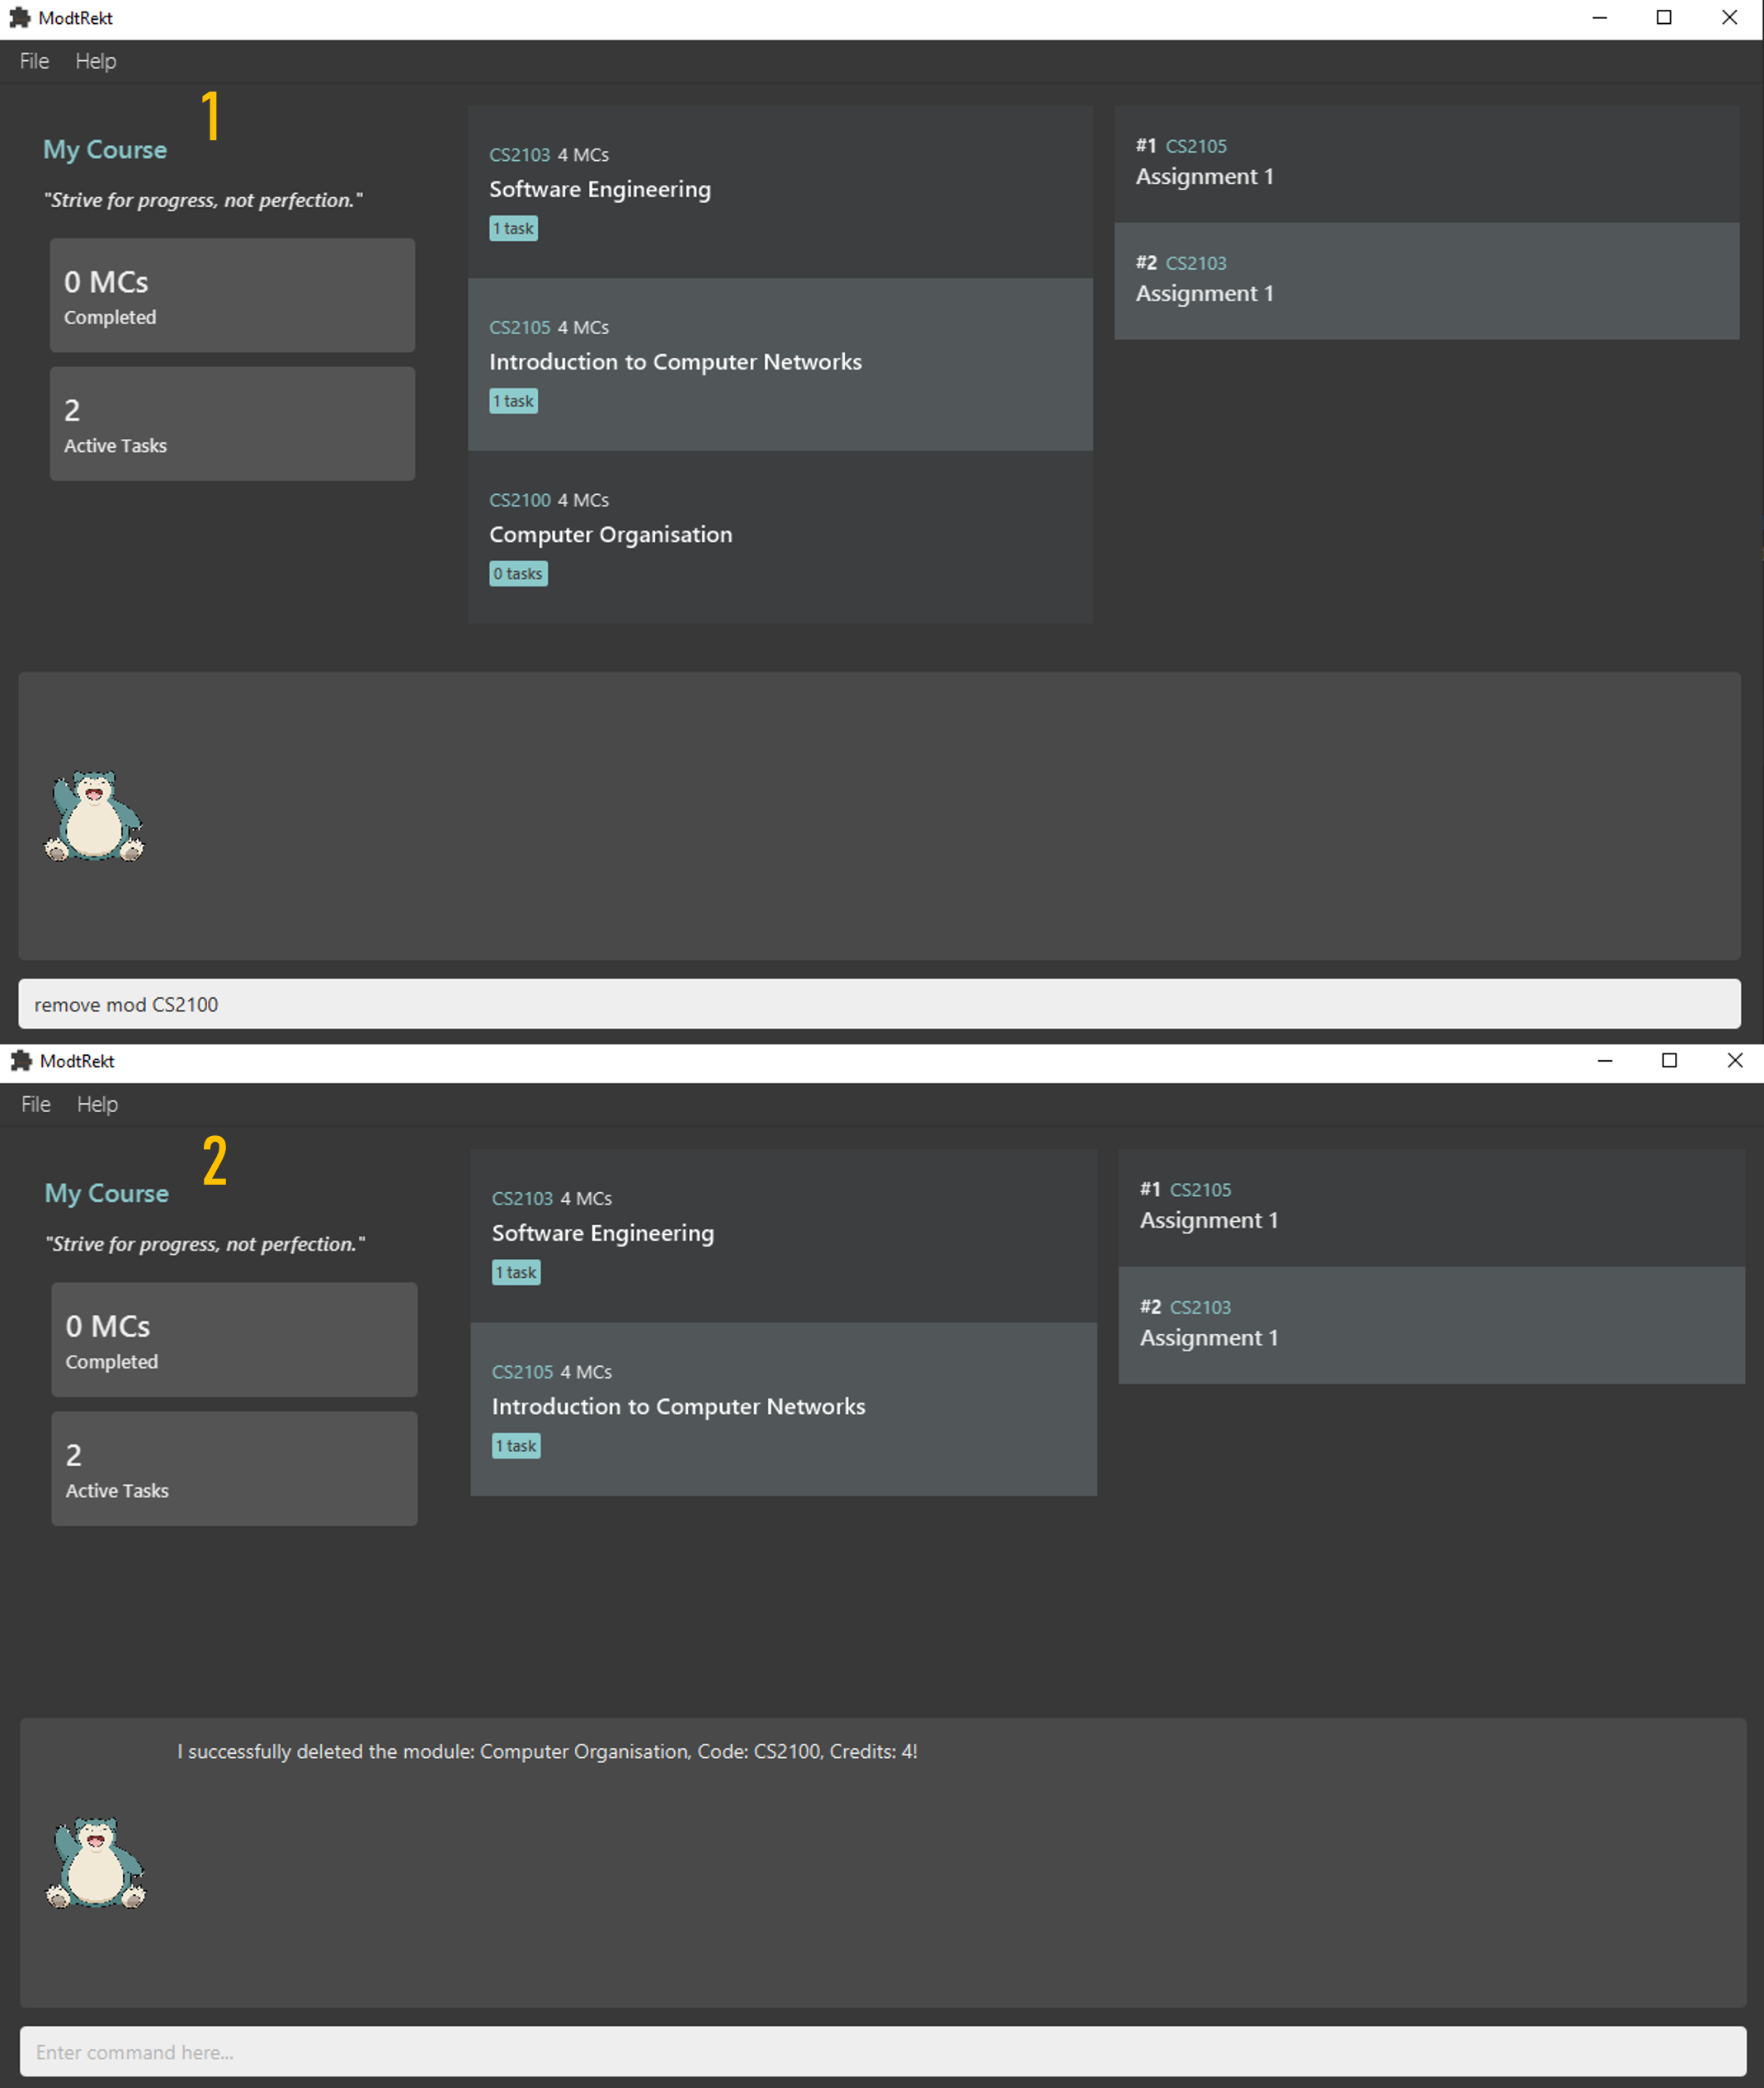 ModtRekt
File Help
1
My Course
"Strive for progress, not perfection."
0 MCs
Completed
2
Active Tasks
CS2103 4 MCs
Software Engineering
1 task
CS2105 4 MCs
Introduction to Computer Networks
1 task
CS2100 4 MCs
Computer Organisation
0 tasks
#1 CS2105
Assignment 1
#2 CS2103
Assignment 1
remove mod CS2100
ModtRekt
File Help
2
My Course
"Strive for progress, not perfection."
0 MCs
Completed
2
Active Tasks
CS2103 4 MCs
Software Engineering
1 task
CS2105 4 MCs
Introduction to Computer Networks
1 task
#1 CS2105
Assignment 1
#2 CS2103
Assignment 1
I successfully deleted the module: Computer Organisation, Code: CS2100, Credits: 4!
Enter command here...